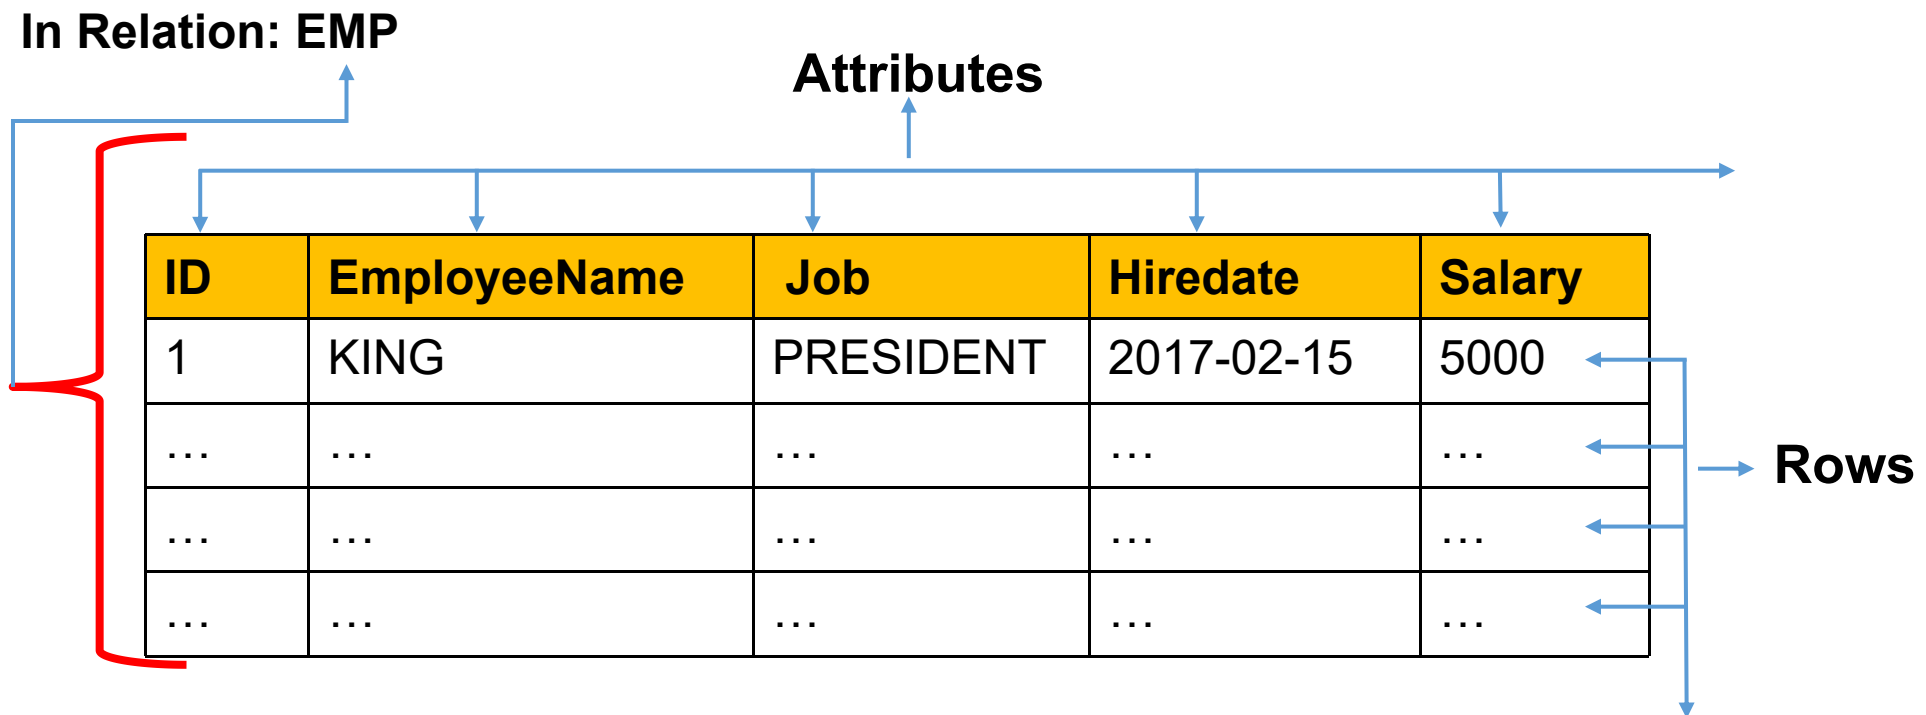 In Relation: EMP
Attributes
ID EmployeeName Job Hiredate Salary
1 KING PRESIDENT 2017-02-15 5000
… … … … …
Rows
… … … … …
… … … … …